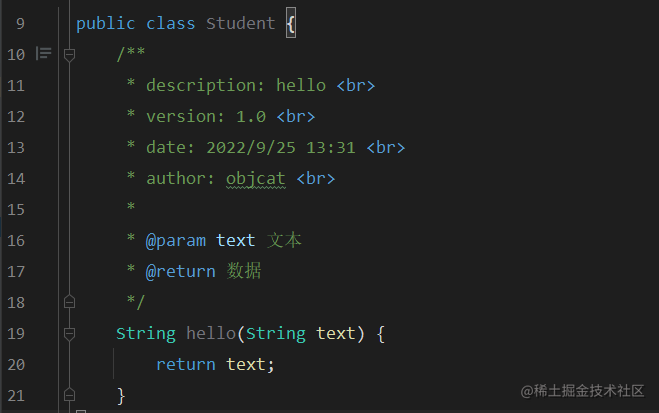 9 public class Student {
10 /**
11 * description: hello <br>
12 * version: 1.0 <br>
13 * date: 2022/9/25 13:31 <br>
14 * author: objcat <br>
15 *
16 * @param text 文本
17 * @return 数据
18 */
19 String hello(String text) {
20 return text;
21 }
@稀土掘金技术社区